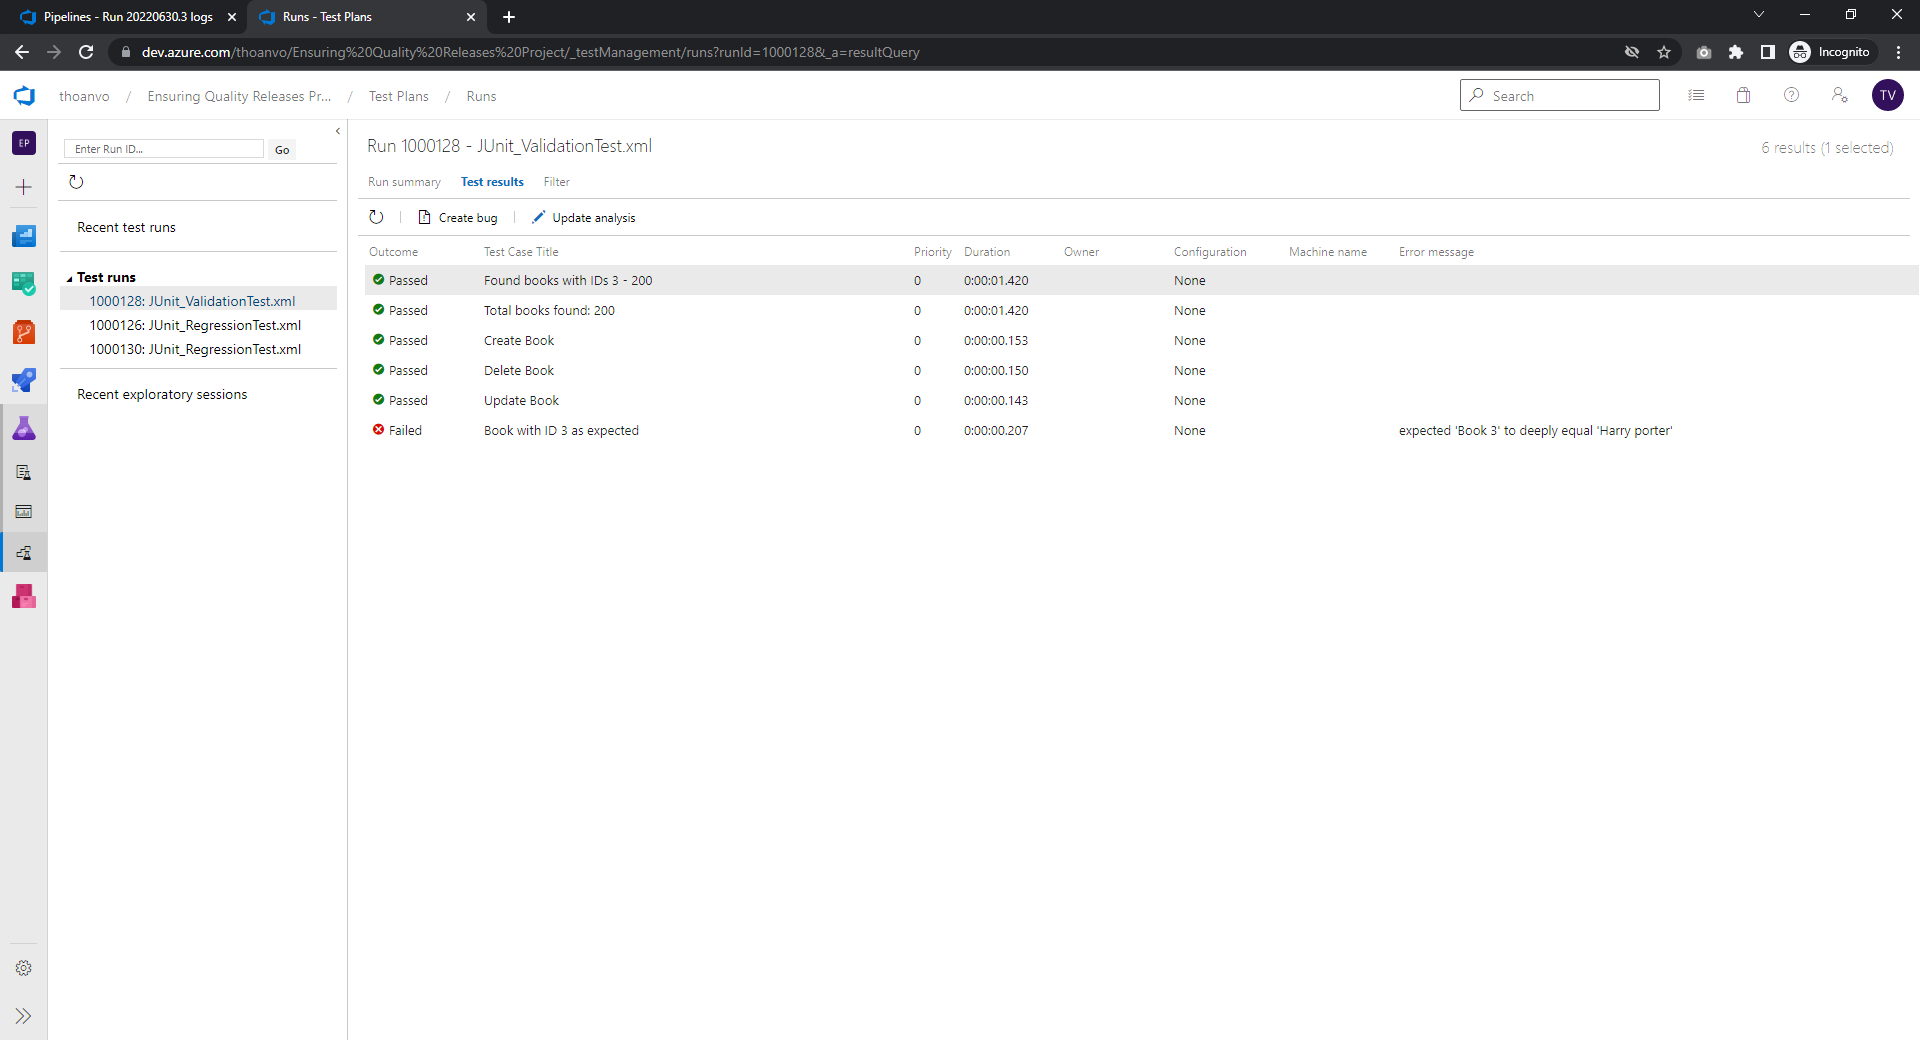 Pipelines - Run 20220630.3 logs
Runs - Test Plans
dev.azure.com/thoanvo/Ensuring%20Quality%20Releases%20Project/_testManagement/runs?runId=1000128&_a=resultQuery
Incognito
thoanvo / Ensuring Quality Releases Pr... / Test Plans / Runs
Search
TV
EP
Enter Run ID...
Go
Recent test runs
Test runs
1000128: JUnit_ValidationTest.xml
1000126: JUnit_RegressionTest.xml
1000130: JUnit_RegressionTest.xml
Recent exploratory sessions
Run 1000128 - JUnit_ValidationTest.xml
6 results (1 selected)
Run summary Test results Filter
Create bug Update analysis
Outcome Test Case Title Priority Duration Owner Configuration Machine name Error message
Passed Found books with IDs 3 - 200 0 0:00:01.420 None
Passed Total books found: 200 0 0:00:01.420 None
Passed Create Book 0 0:00:00.153 None
Passed Delete Book 0 0:00:00.150 None
Passed Update Book 0 0:00:00.143 None
Failed Book with ID 3 as expected 0 0:00:00.207 None expected 'Book 3' to deeply equal 'Harry porter'